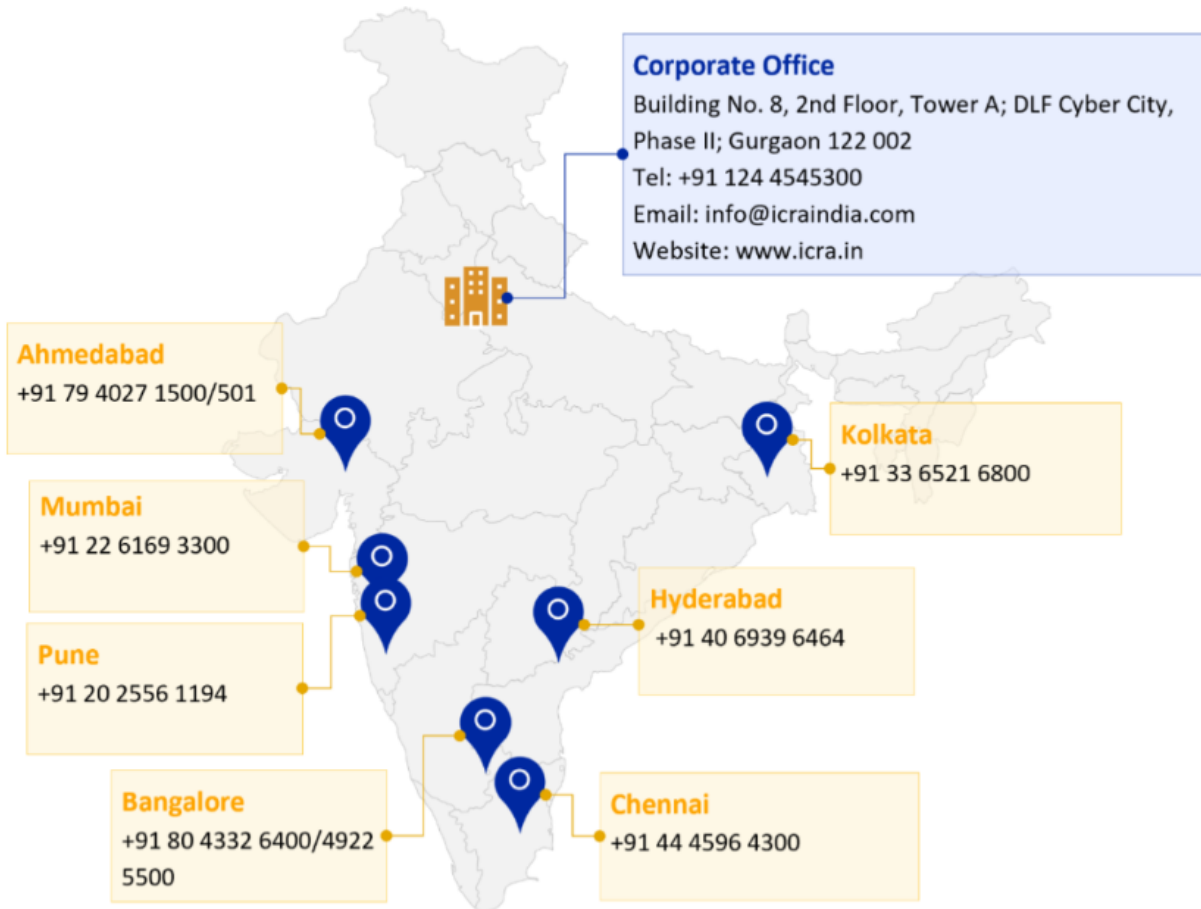 Corporate Office
Building No. 8, 2nd Floor, Tower A; DLF Cyber City,
Phase II; Gurgaon 122 002
Tel: +91 124 4545300
Email: info@icraindia.com
Website: www.icra.in
Ahmedabad
+91 79 4027 1500/501
Kolkata
+91 33 6521 6800
Mumbai
+91 22 6169 3300
Hyderabad
+91 40 6939 6464
Pune
+91 20 2556 1194
Bangalore
+91 80 4332 6400/4922
5500
Chennai
+91 44 4596 4300